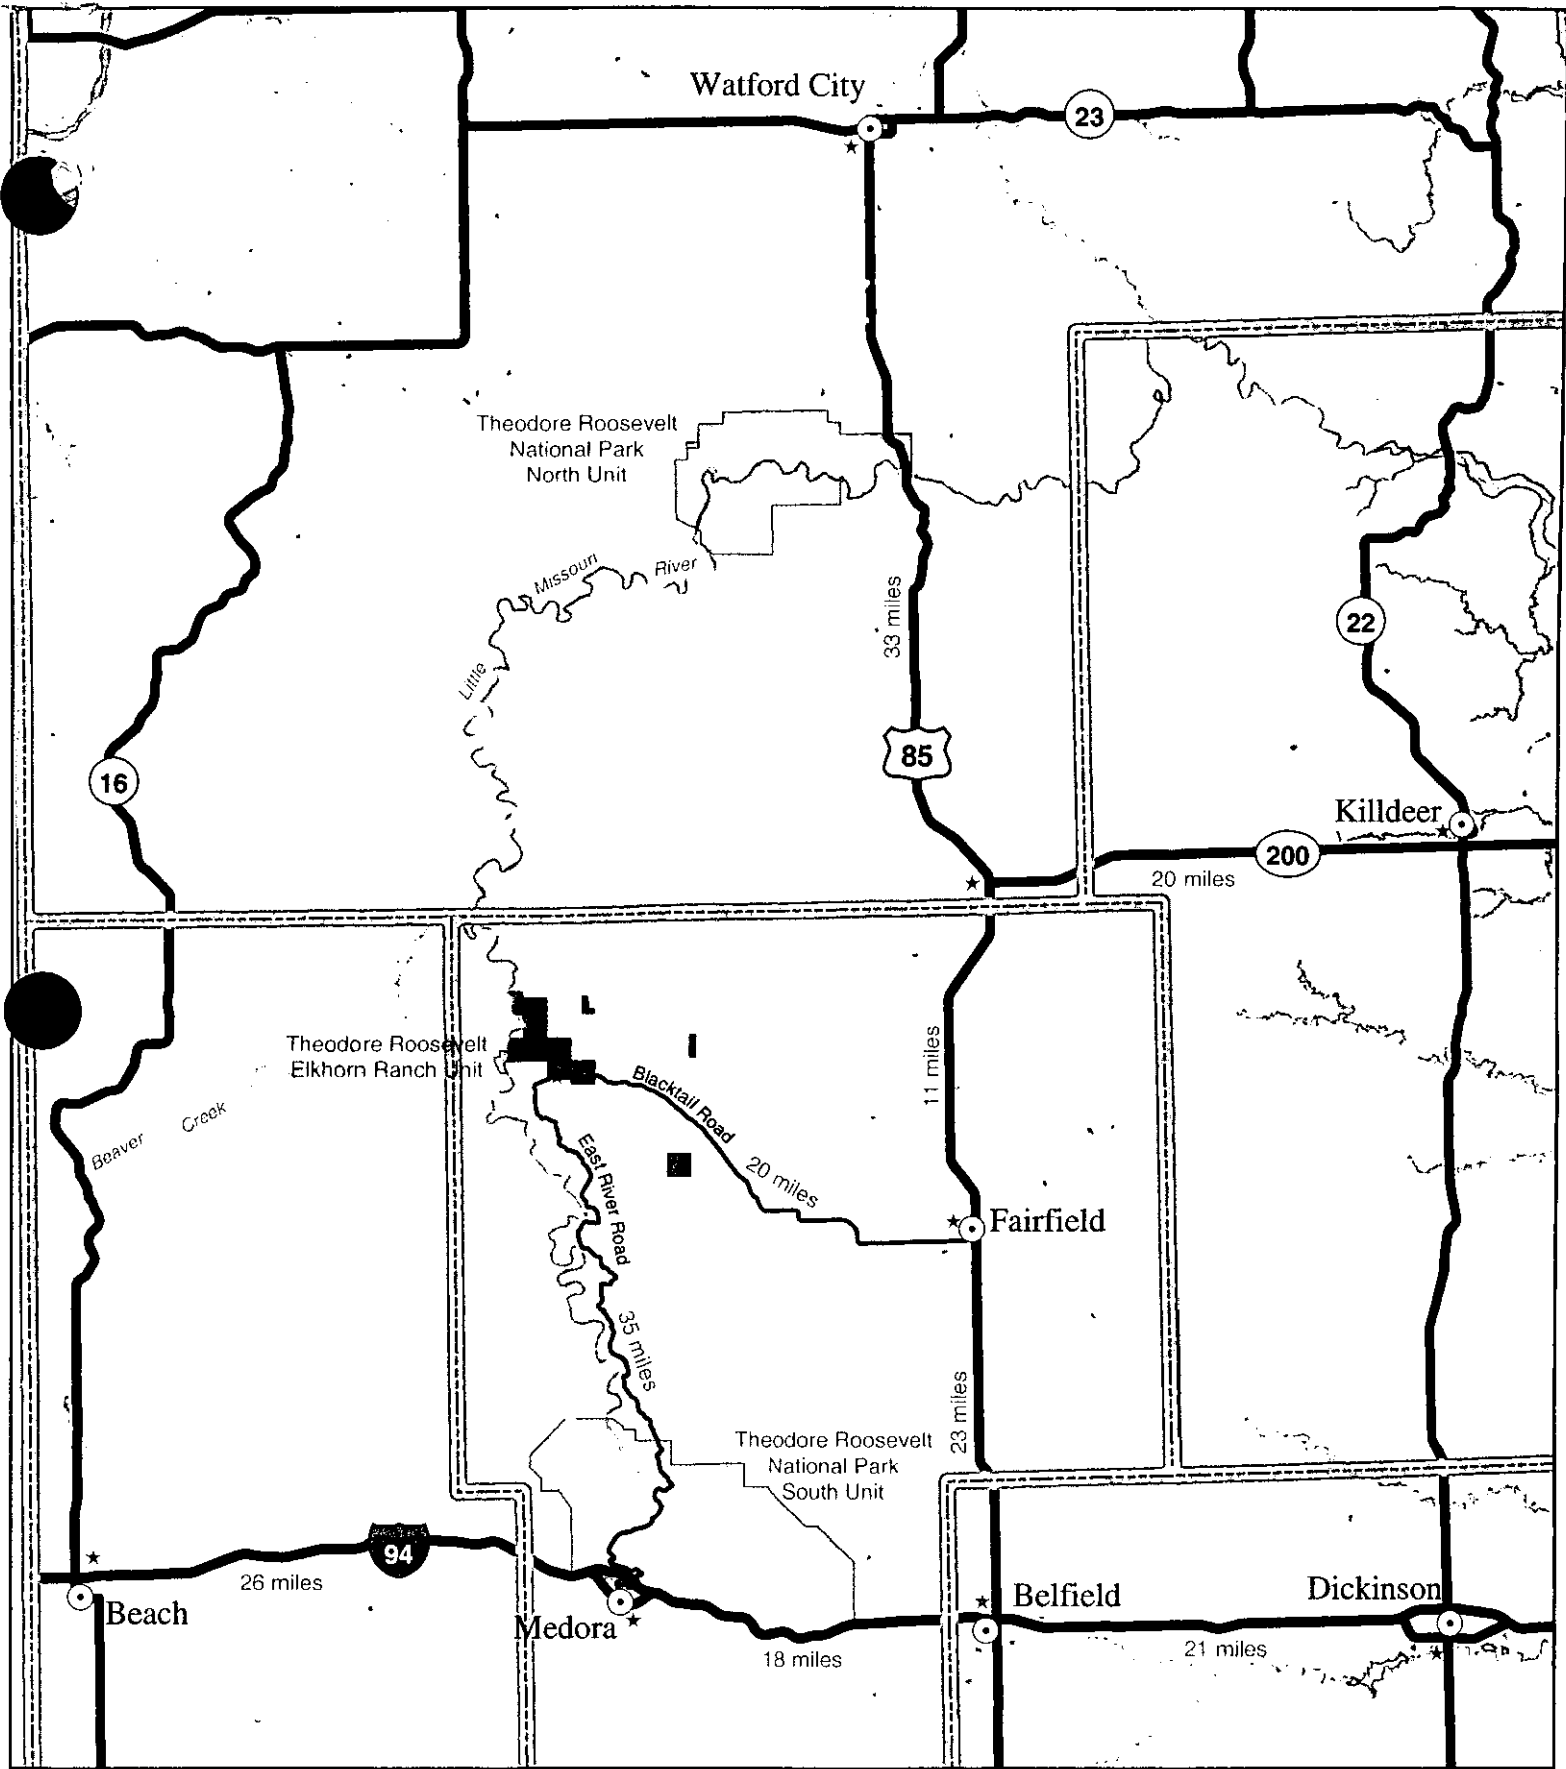 Watford City
23
Theodore Roosevelt
National Park
North Unit
Little
Missouri
River
33 miles
22
85
16
Killdeer
200
20 miles
Theodore Roosevelt
Elkhorn Ranch Unit
Blacktail Road
20 miles
11 miles
Beaver
Creek
East River Road
35 miles
Fairfield
23 miles
Theodore Roosevelt
National Park
South Unit
94
26 miles
Beach
Medora
18 miles
Belfield
Dickinson
21 miles